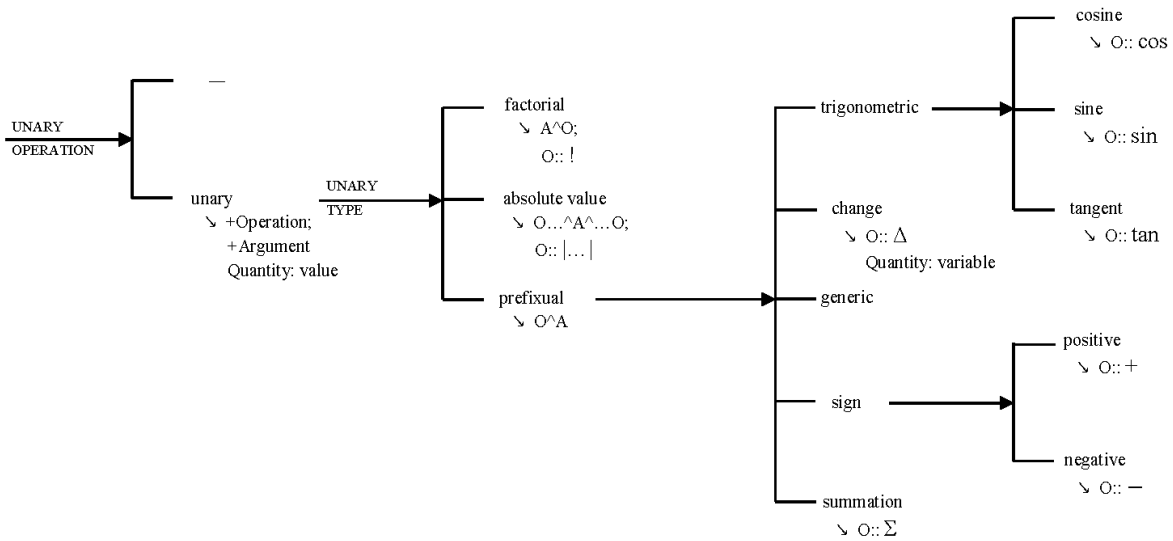 UNARY
OPERATION
—
unary
↘ +Operation;
+Argument
Quantity: value
UNARY
TYPE
factorial
↘ A^O;
O:: !
absolute value
↘ O…^A^…O;
O:: |…|
prefixual
↘ O^A
trigonometric
change
↘ O:: Δ
Quantity: variable
generic
sign
summation
↘ O:: Σ
cosine
↘ O:: cos
sine
↘ O:: sin
tangent
↘ O:: tan
positive
↘ O:: +
negative
↘ O:: −